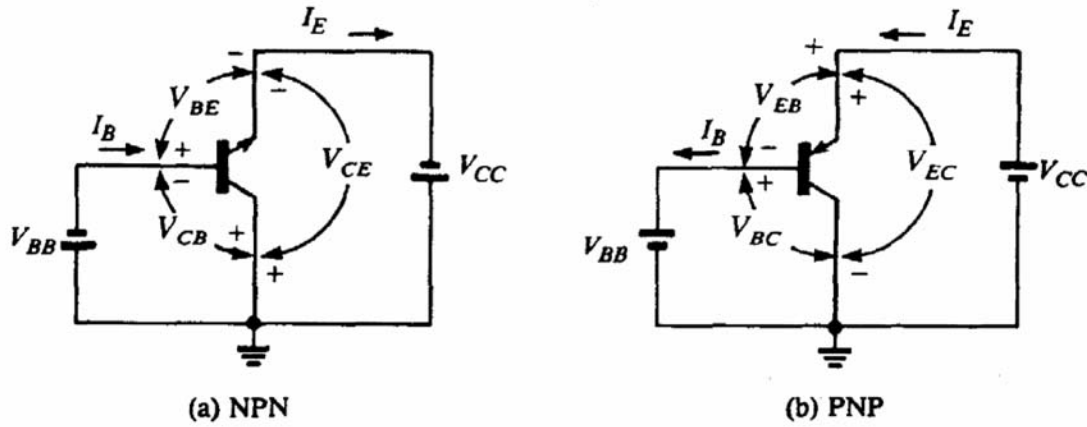 I_E
V_BE
I_B
V_CE
V_CC
V_CB
V_BB
(a) NPN
I_E
V_EB
I_B
V_EC
V_CC
V_BC
V_BB
(b) PNP